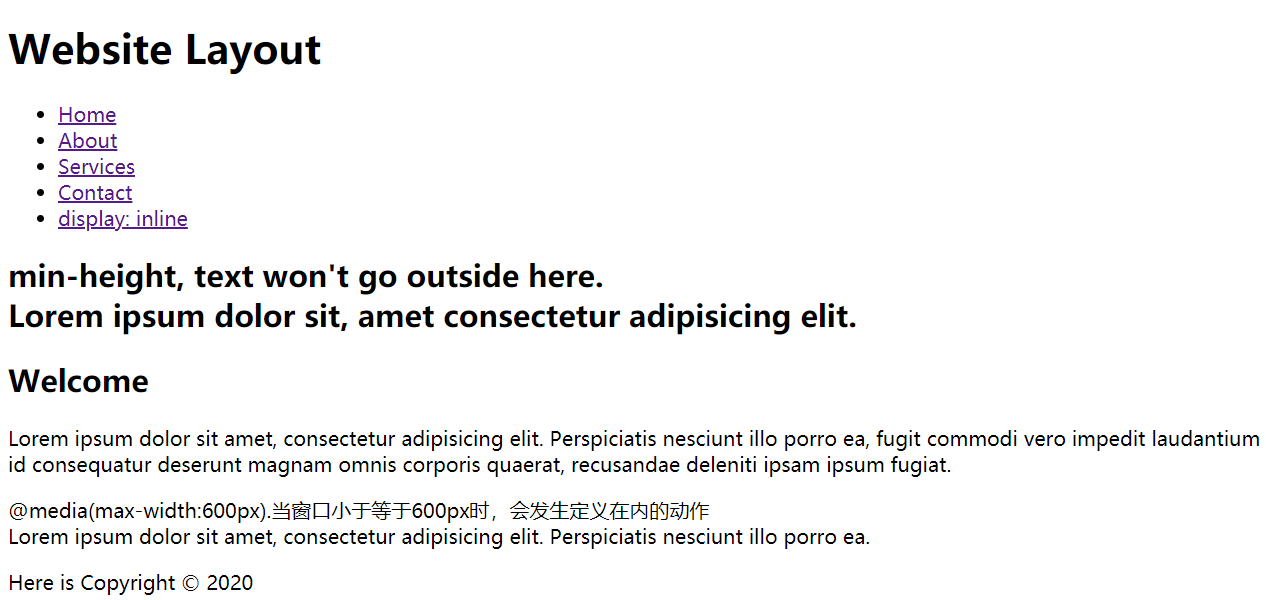 Website Layout
Home
About
Services
Contact
display: inline
min-height, text won't go outside here.
Lorem ipsum dolor sit, amet consectetur adipisicing elit.
Welcome
Lorem ipsum dolor sit amet, consectetur adipisicing elit. Perspiciatis nesciunt illo porro ea, fugit commodi vero impedit laudantium
id consequatur deserunt magnam omnis corporis quaerat, recusandae deleniti ipsam ipsum fugiat.
@media(max-width:600px).当窗口小于等于600px时，会发生定义在内的动作
Lorem ipsum dolor sit amet, consectetur adipisicing elit. Perspiciatis nesciunt illo porro ea.
Here is Copyright © 2020